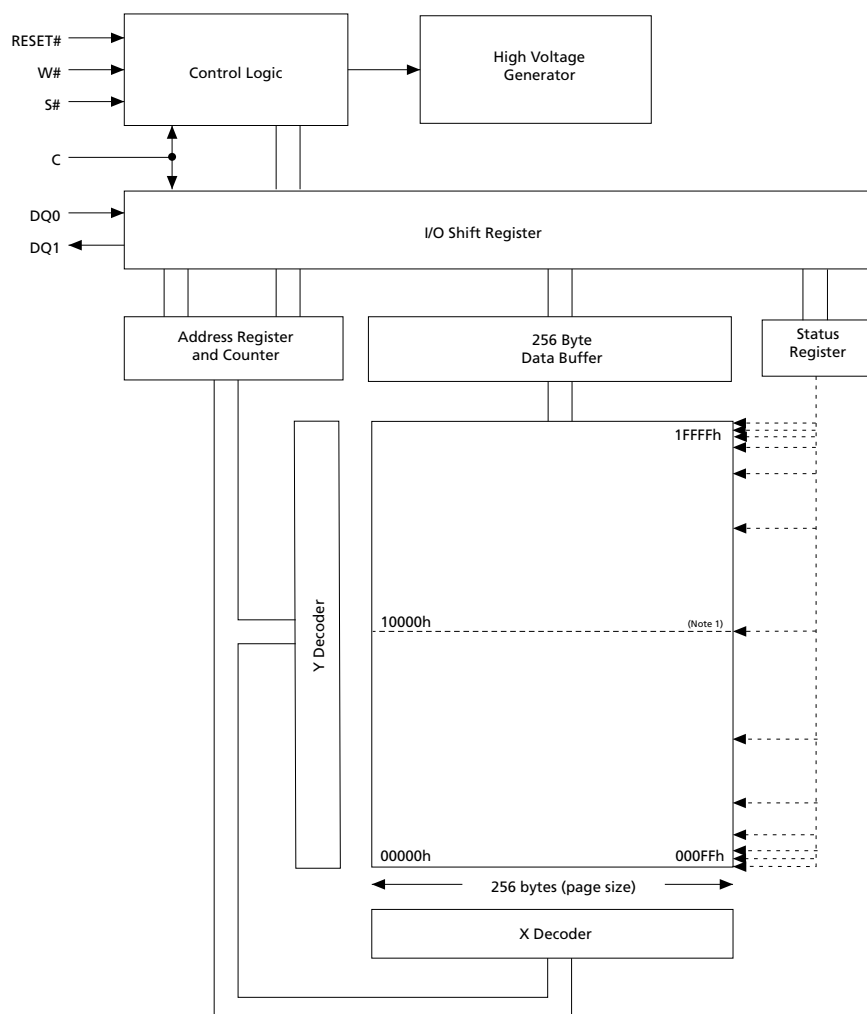 RESET#
W#
S#
C
Control Logic
High Voltage
Generator
DQ0
DQ1
I/O Shift Register
Address Register
and Counter
256 Byte
Data Buffer
Status
Register
1FFFFh
Y Decoder
10000h
(Note 1)
00000h
000FFh
256 bytes (page size)
X Decoder